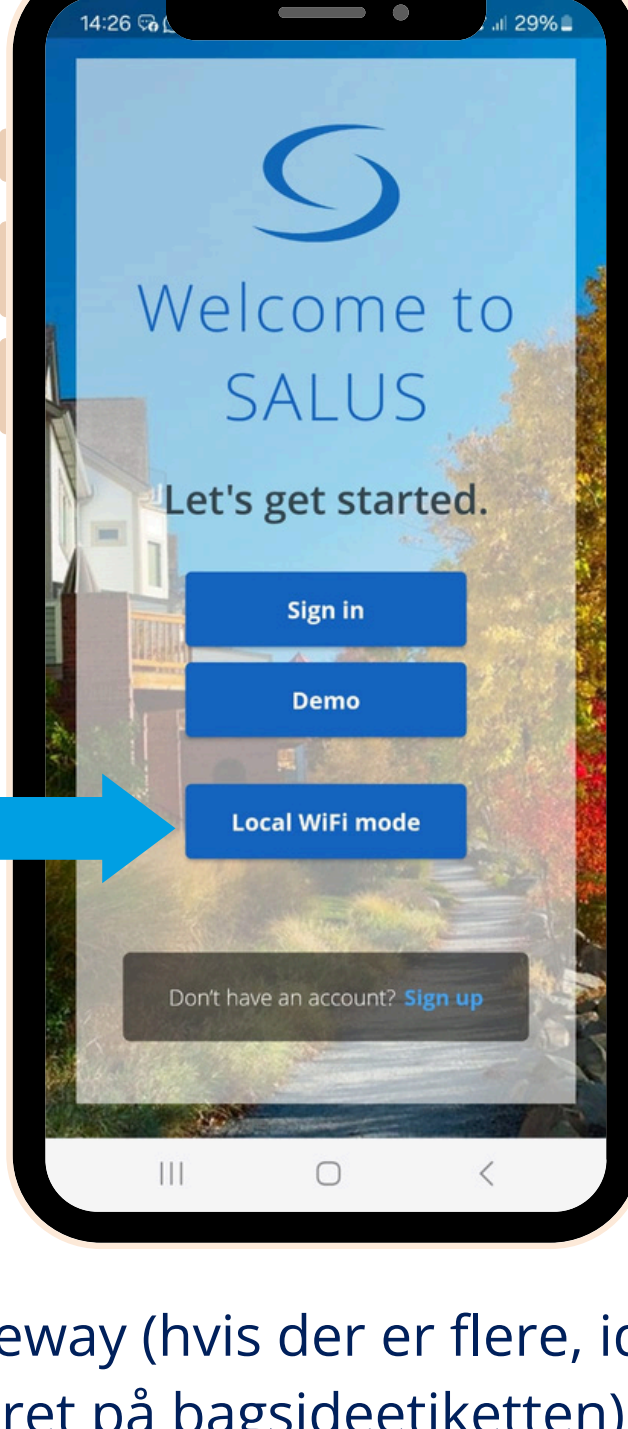 14:26 29%
Welcome to
SALUS
Let's get started.
Sign in
Demo
Local WiFi mode
Don't have an account? Sign up
eway (hvis der er flere, id
ret på bagsideetiketten)